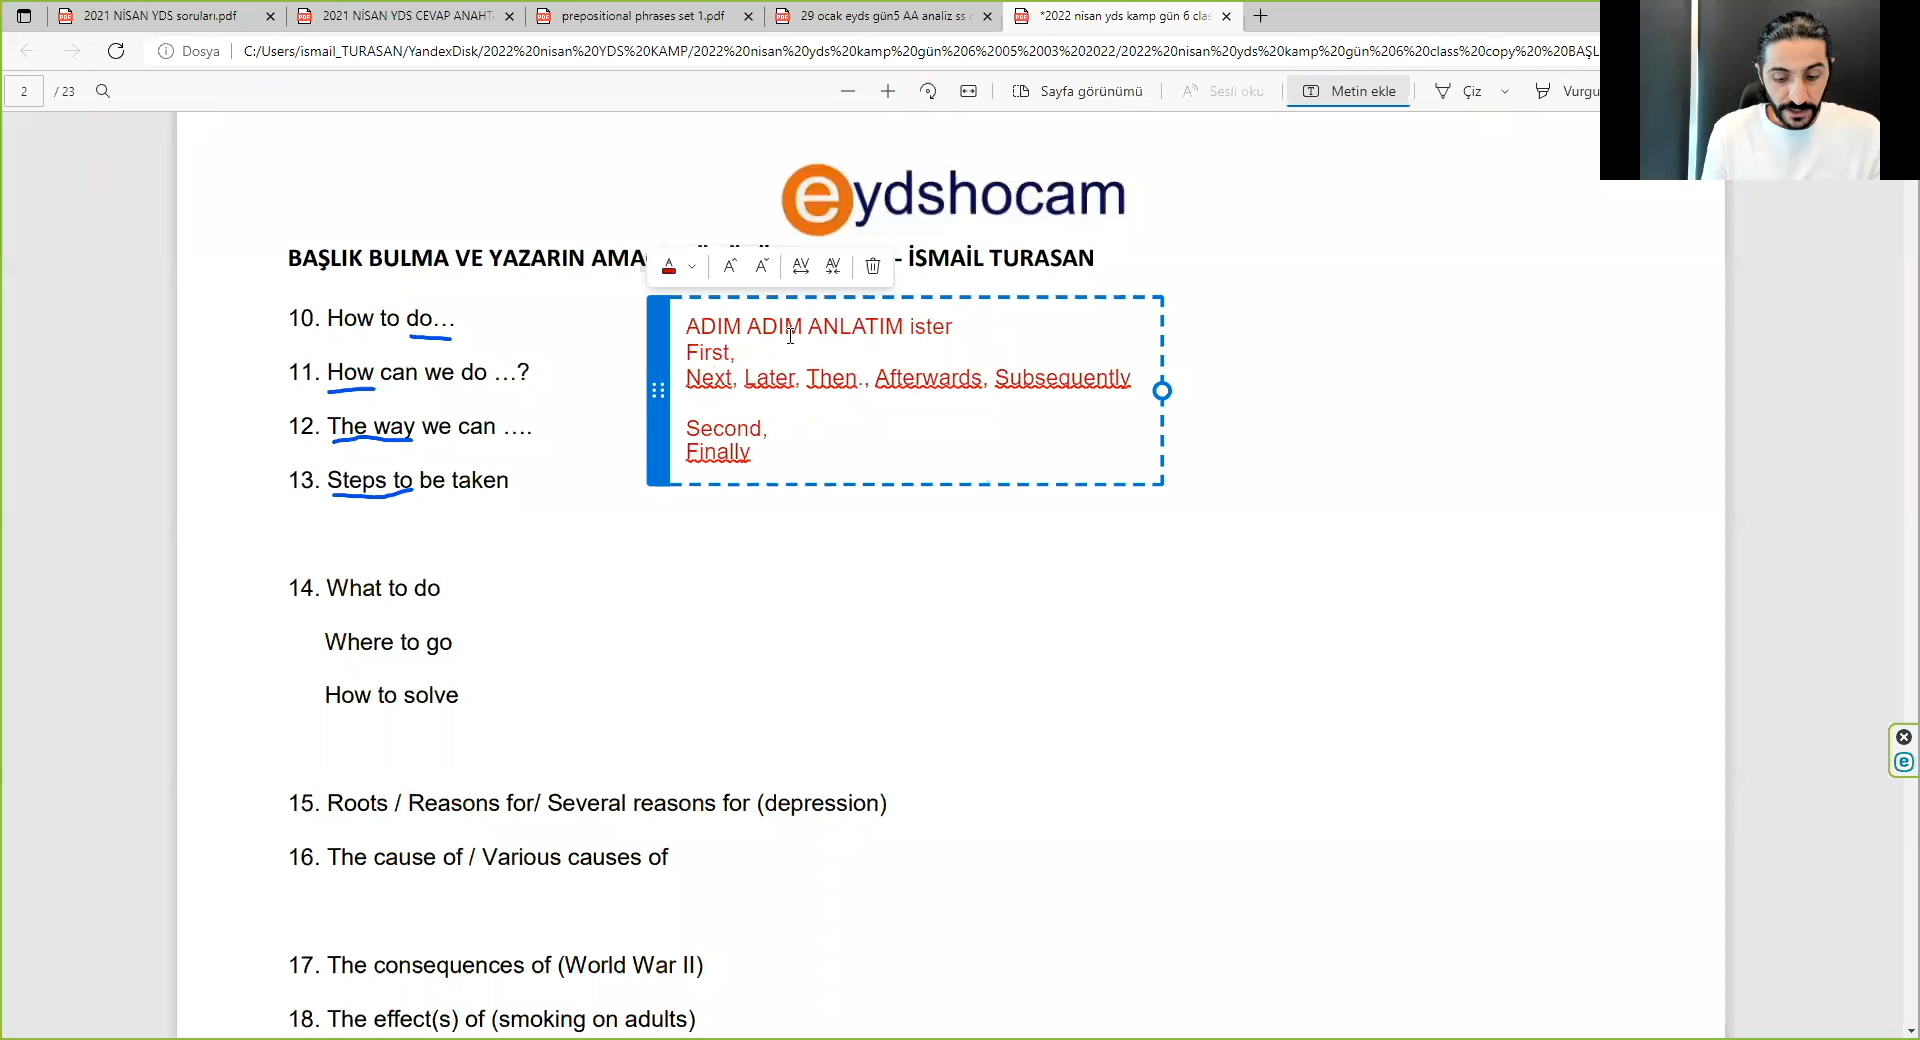 2021 NİSAN YDS soruları.pdf
2021 NİSAN YDS CEVAP ANAHT
prepositional phrases set 1.pdf
29 ocak eyds gün5 AA analiz ss c
*2022 nisan yds kamp gün 6 clas
Dosya
C:/Users/ismail_TURASAN/YandexDisk/2022%20nisan%20YDS%20KAMP/2022%20nisan%20yds%20kamp%20gün%206%2005%2003%202022/2022%20nisan%20yds%20kamp%20gün%206%20class%20copy%20%20BAŞL
2 / 23
Sayfa görünümü
Sesli oku
Metin ekle
Çiz
Vurgu
eydshocam
BAŞLIK BULMA VE YAZARIN AMA
- İSMAİL TURASAN
10. How to do…
11. How can we do …?
12. The way we can ….
13. Steps to be taken
ADIM ADIM ANLATIM ister
First,
Next, Later, Then., Afterwards, Subsequently
Second,
Finally
14. What to do
Where to go
How to solve
15. Roots / Reasons for/ Several reasons for (depression)
16. The cause of / Various causes of
17. The consequences of (World War II)
18. The effect(s) of (smoking on adults)